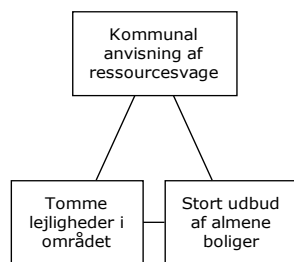 Kommunal
anvisning af
ressourcesvage
Tomme
lejligheder i
området
Stort udbud
af almene
boliger